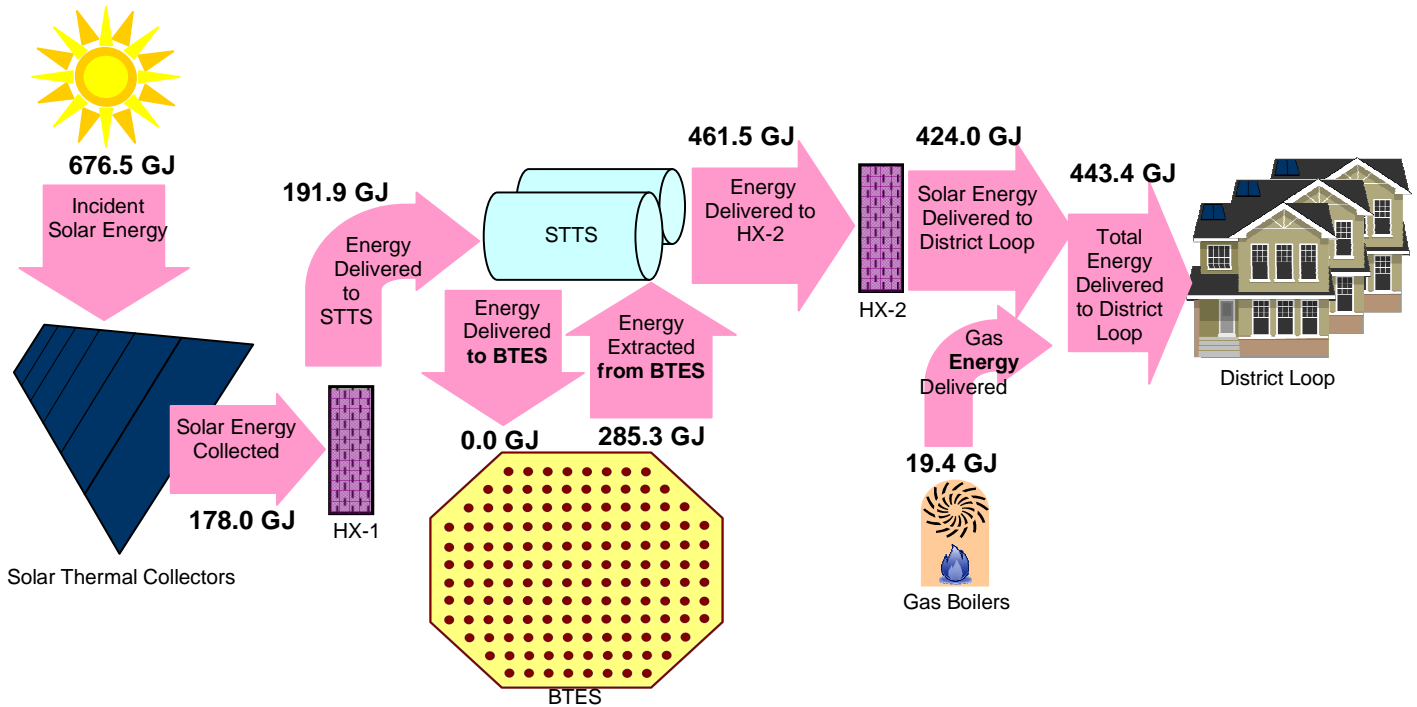 676.5 GJ
Incident
Solar Energy
Solar Thermal Collectors
Solar Energy
Collected
178.0 GJ
HX-1
191.9 GJ
Energy
Delivered
to
STTS
STTS
Energy
Delivered
to BTES
0.0 GJ
Energy
Extracted
from BTES
285.3 GJ
BTES
461.5 GJ
Energy
Delivered to
HX-2
HX-2
424.0 GJ
Solar Energy
Delivered to
District Loop
Gas
Energy
Delivered
19.4 GJ
Gas Boilers
443.4 GJ
Total
Energy
Delivered
to District
Loop
District Loop